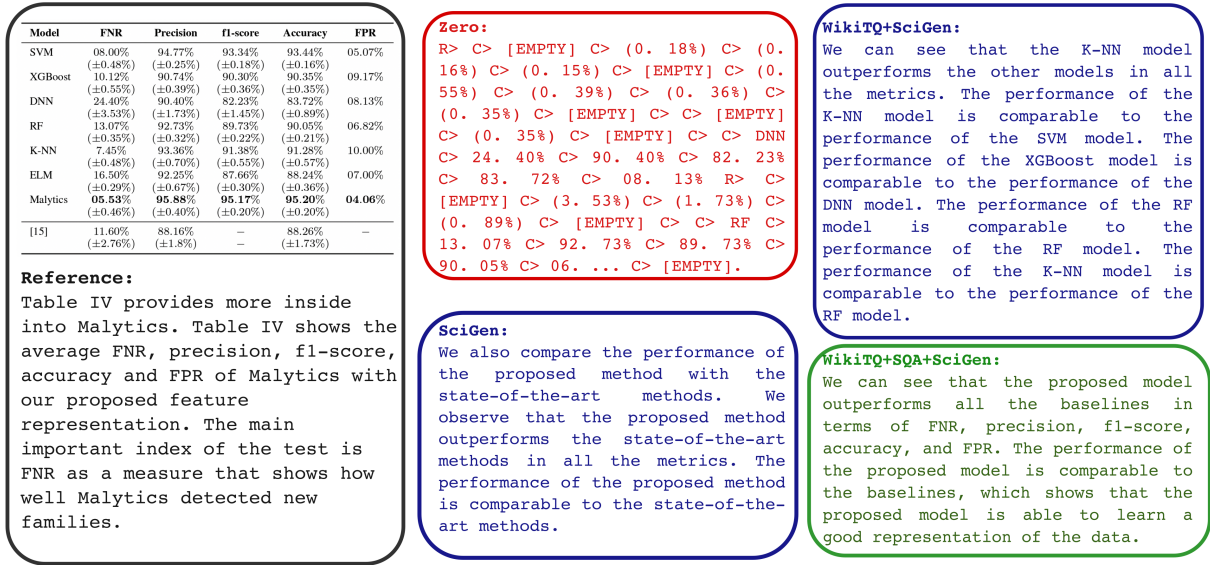 Model FNR Precision f1-score Accuracy FPR
SVM 08.00% 94.77% 93.34% 93.44% 05.07%
(±0.48%) (±0.25%) (±0.18%) (±0.16%)
XGBoost 10.12% 90.74% 90.30% 90.35% 09.17%
(±0.55%) (±0.39%) (±0.36%) (±0.35%)
DNN 24.40% 90.40% 82.23% 83.72% 08.13%
(±3.53%) (±1.73%) (±1.45%) (±0.89%)
RF 13.07% 92.73% 89.73% 90.05% 06.82%
(±0.35%) (±0.32%) (±0.22%) (±0.21%)
K-NN 7.45% 93.36% 91.38% 91.28% 10.00%
(±0.48%) (±0.70%) (±0.55%) (±0.57%)
ELM 16.50% 92.25% 87.66% 88.24% 07.00%
(±0.29%) (±0.67%) (±0.30%) (±0.36%)
Malytics 05.53% 95.88% 95.17% 95.20% 04.06%
(±0.46%) (±0.40%) (±0.20%) (±0.20%)
[15] 11.60% 88.16% − 88.26% −
(±2.76%) (±1.8%) − (±1.73%)
Reference:
Table IV provides more inside
into Malytics. Table IV shows the
average FNR, precision, f1-score,
accuracy and FPR of Malytics with
our proposed feature
representation. The main
important index of the test is
FNR as a measure that shows how
well Malytics detected new
families.
Zero:
R> C> [EMPTY] C> (0. 18%) C> (0.
16%) C> (0. 15%) C> [EMPTY] C> (0.
55%) C> (0. 39%) C> (0. 36%) C>
(0. 35%) C> [EMPTY] C> C> [EMPTY]
C> (0. 35%) C> [EMPTY] C> C> DNN
C> 24. 40% C> 90. 40% C> 82. 23%
C> 83. 72% C> 08. 13% R> C>
[EMPTY] C> (3. 53%) C> (1. 73%) C>
(0. 89%) C> [EMPTY] C> C> RF C>
13. 07% C> 92. 73% C> 89. 73% C>
90. 05% C> 06. ... C> [EMPTY].
SciGen:
We also compare the performance of
the proposed method with the
state-of-the-art methods. We
observe that the proposed method
outperforms the state-of-the-art
methods in all the metrics. The
performance of the proposed method
is comparable to the state-of-the-
art methods.
WikiTQ+SciGen:
We can see that the K-NN model
outperforms the other models in all
the metrics. The performance of the
K-NN model is comparable to the
performance of the SVM model. The
performance of the XGBoost model is
comparable to the performance of the
DNN model. The performance of the RF
model is comparable to the
performance of the RF model. The
performance of the K-NN model is
comparable to the performance of the
RF model.
WikiTQ+SQA+SciGen:
We can see that the proposed model
outperforms all the baselines in
terms of FNR, precision, f1-score,
accuracy, and FPR. The performance of
the proposed model is comparable to
the baselines, which shows that the
proposed model is able to learn a
good representation of the data.